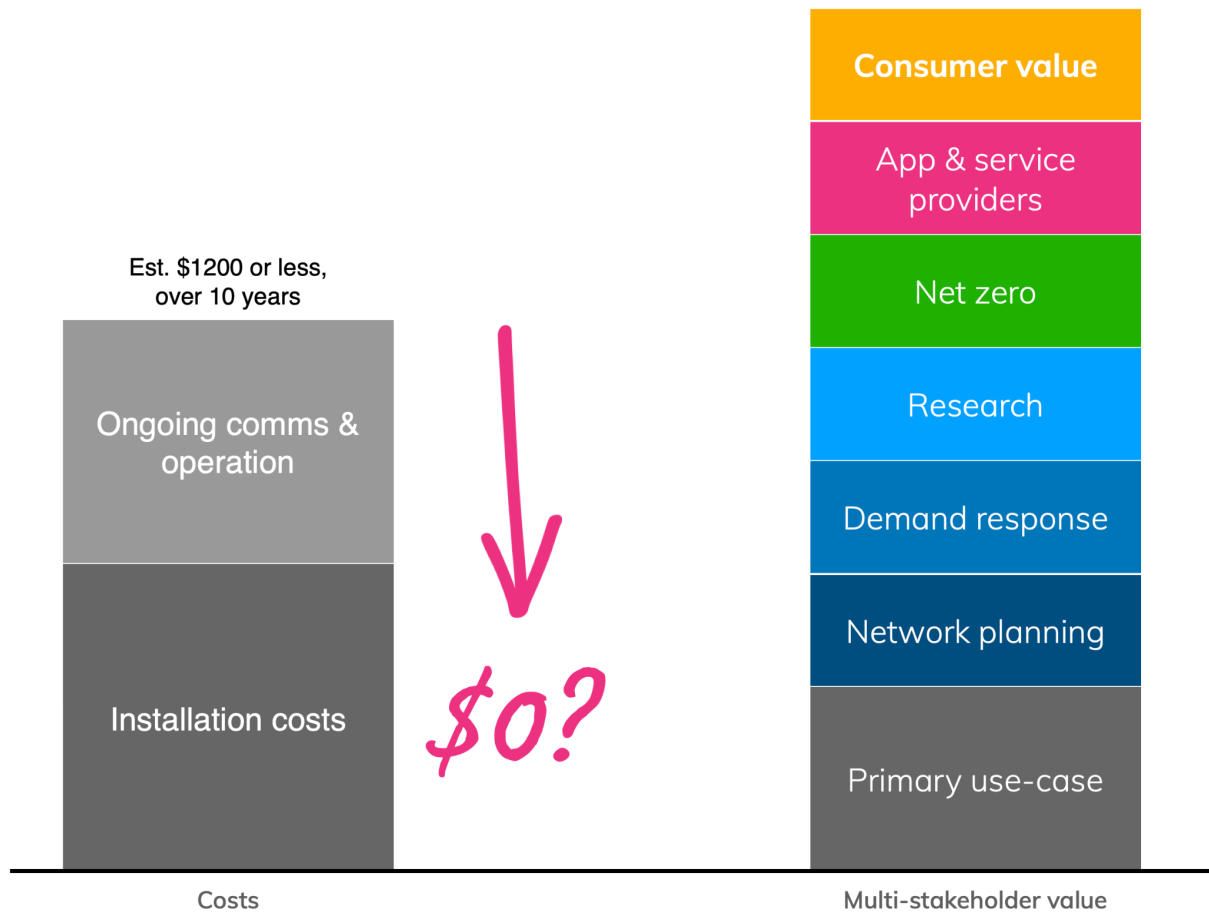 Consumer value
App & service
providers
Net zero
Est. $1200 or less,
over 10 years
Research
Ongoing comms &
operation
Demand response
Network planning
$0?
Installation costs
Primary use-case
Costs
Multi-stakeholder value